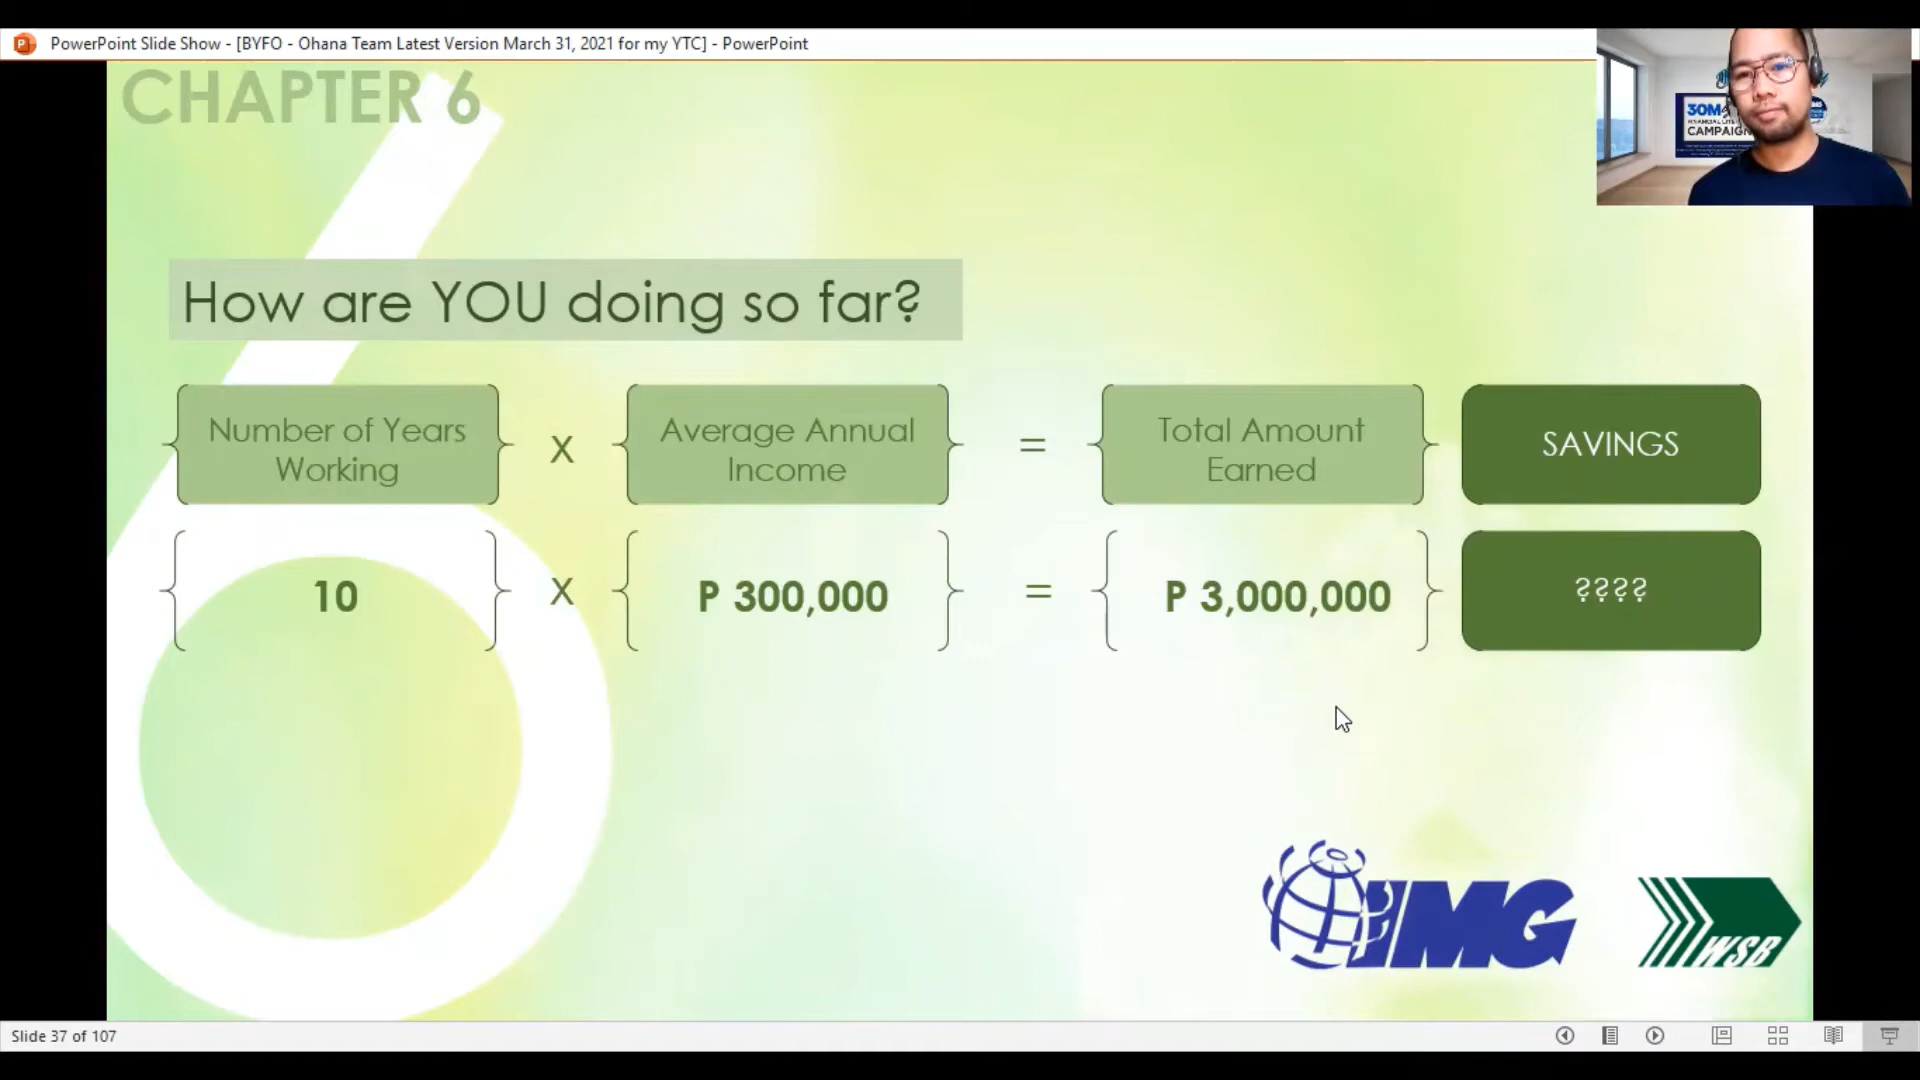 PowerPoint Slide Show - [BYFO - Ohana Team Latest Version March 31, 2021 for my YTC] - PowerPoint
CHAPTER 6
30M
CAMPAIGN
How are YOU doing so far?
Number of Years
Working
X
Average Annual
Income
=
Total Amount
Earned
SAVINGS
10
X
P 300,000
=
P 3,000,000
????
IMG
WSB
Slide 37 of 107